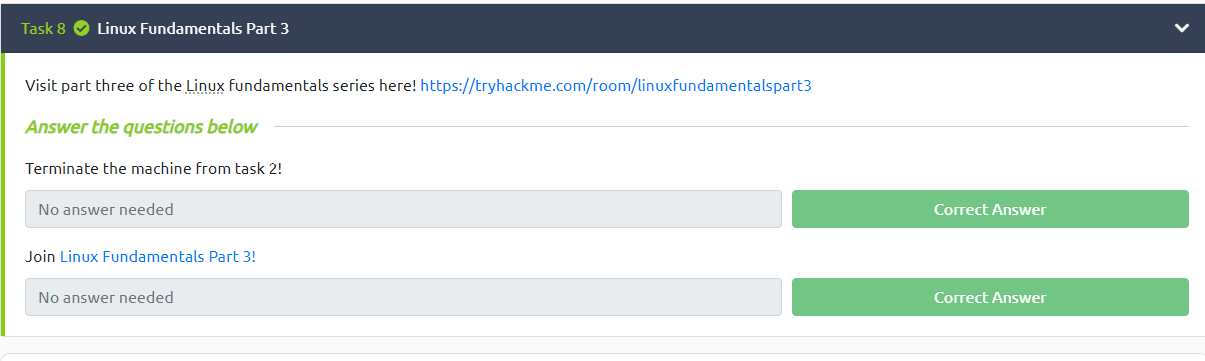 Task 8 Linux Fundamentals Part 3
Visit part three of the Linux fundamentals series here! https://tryhackme.com/room/linuxfundamentalspart3
Answer the questions below
Terminate the machine from task 2!
No answer needed Correct Answer
Join Linux Fundamentals Part 3!
No answer needed Correct Answer